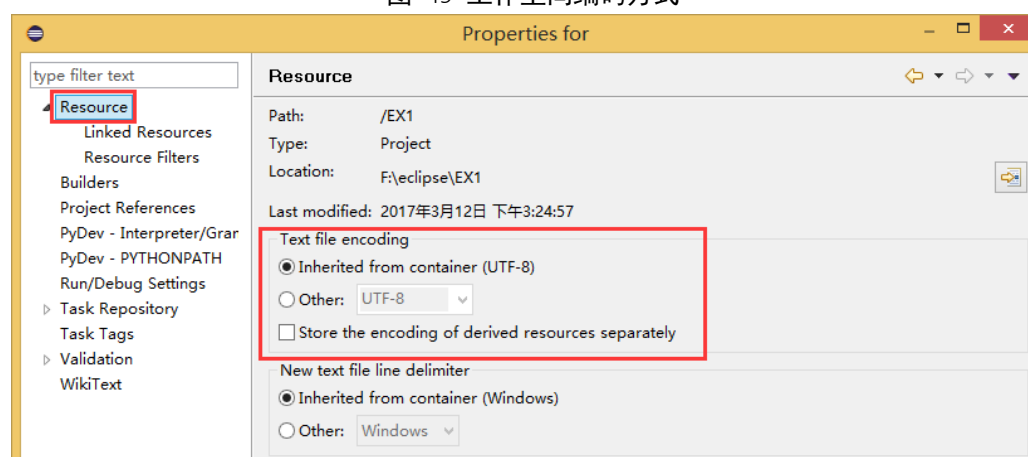 Properties for
type filter text
Resource
Linked Resources
Resource Filters
Builders
Project References
PyDev - Interpreter/Grar
PyDev - PYTHONPATH
Run/Debug Settings
Task Repository
Task Tags
Validation
WikiText
Resource
Path: /EX1
Type: Project
Location: F:\eclipse\EX1
Last modified: 2017年3月12日 下午3:24:57
Text file encoding
Inherited from container (UTF-8)
Other: UTF-8
Store the encoding of derived resources separately
New text file line delimiter
Inherited from container (Windows)
Other: Windows